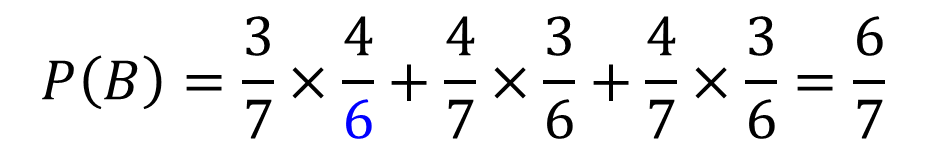 P(B) = 3/7 × 4/6 + 4/7 × 3/6 + 4/7 × 3/6 = 6/7